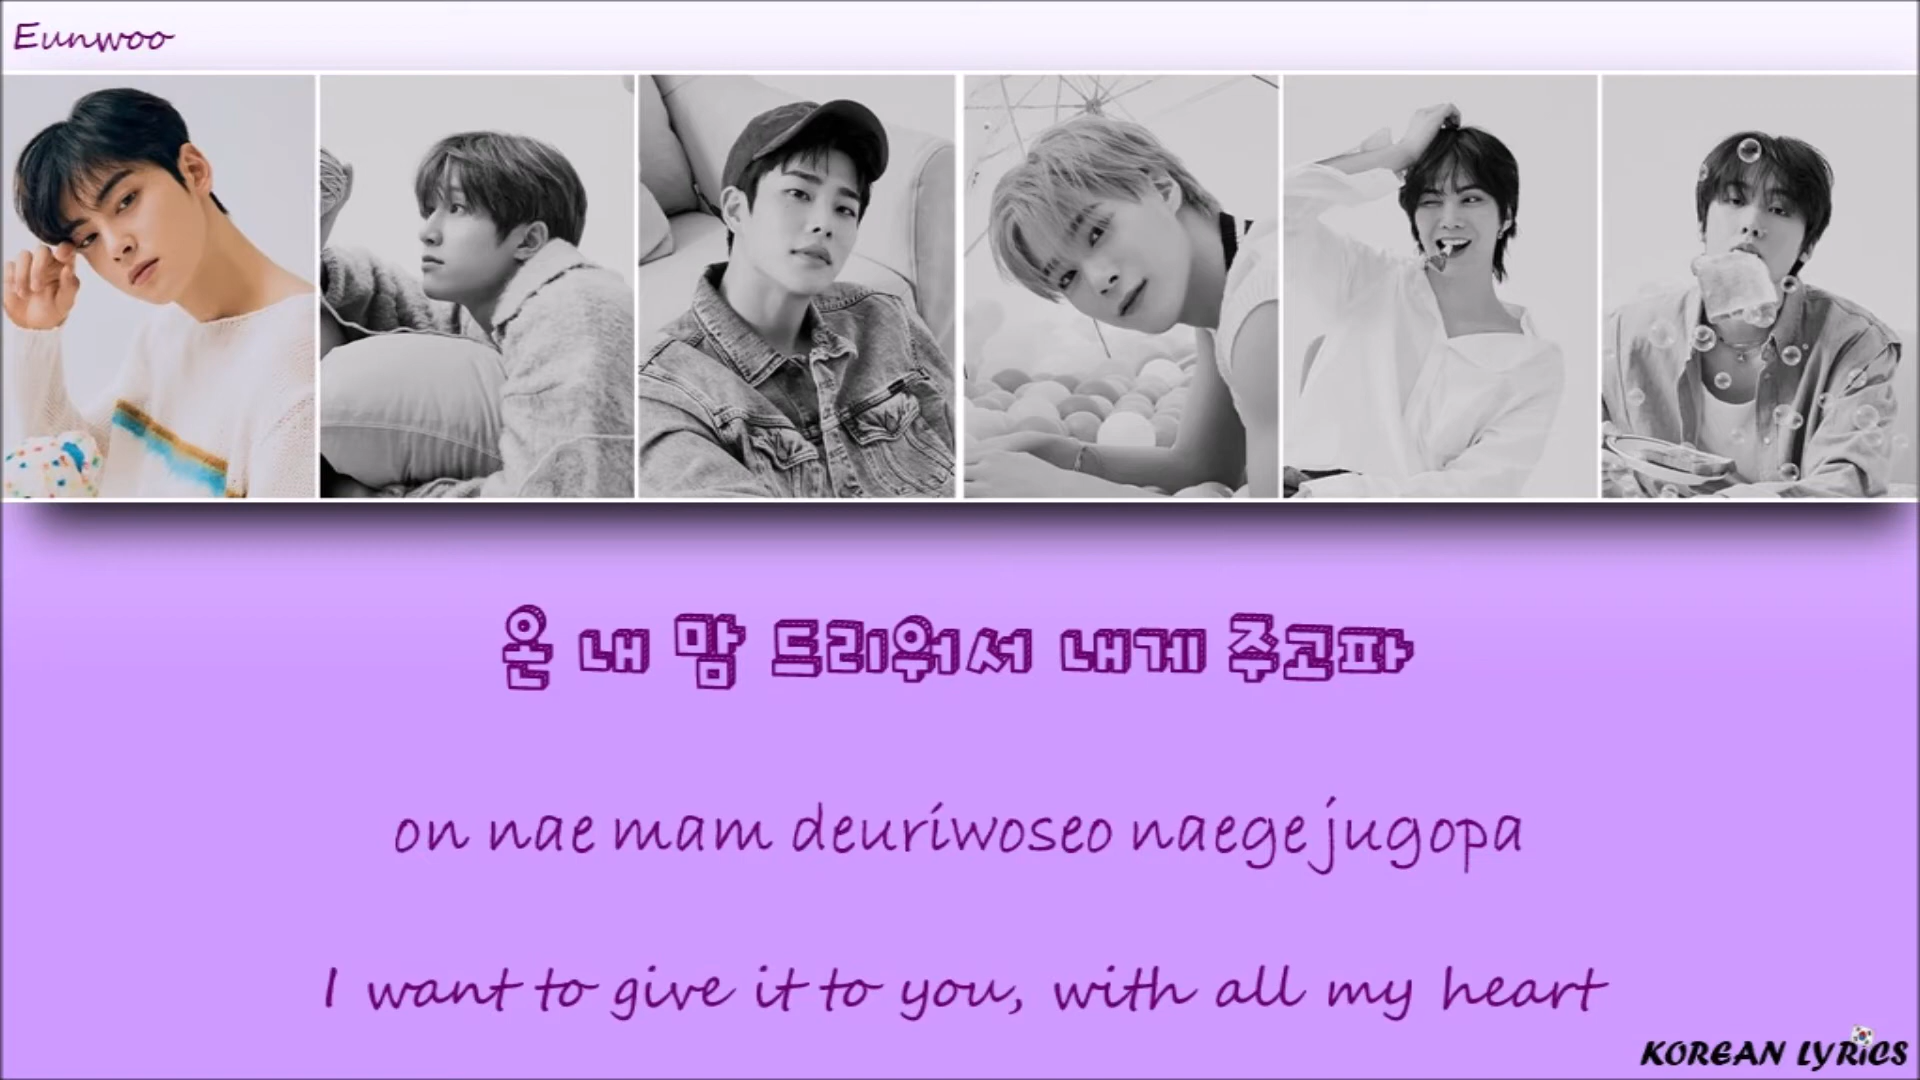 Eunwoo
온 내 맘 드리워서 내게 주고파
on nae mam deuriwoseo naege jugopa
I want to give it to you, with all my heart
KOREAN LYRiCS